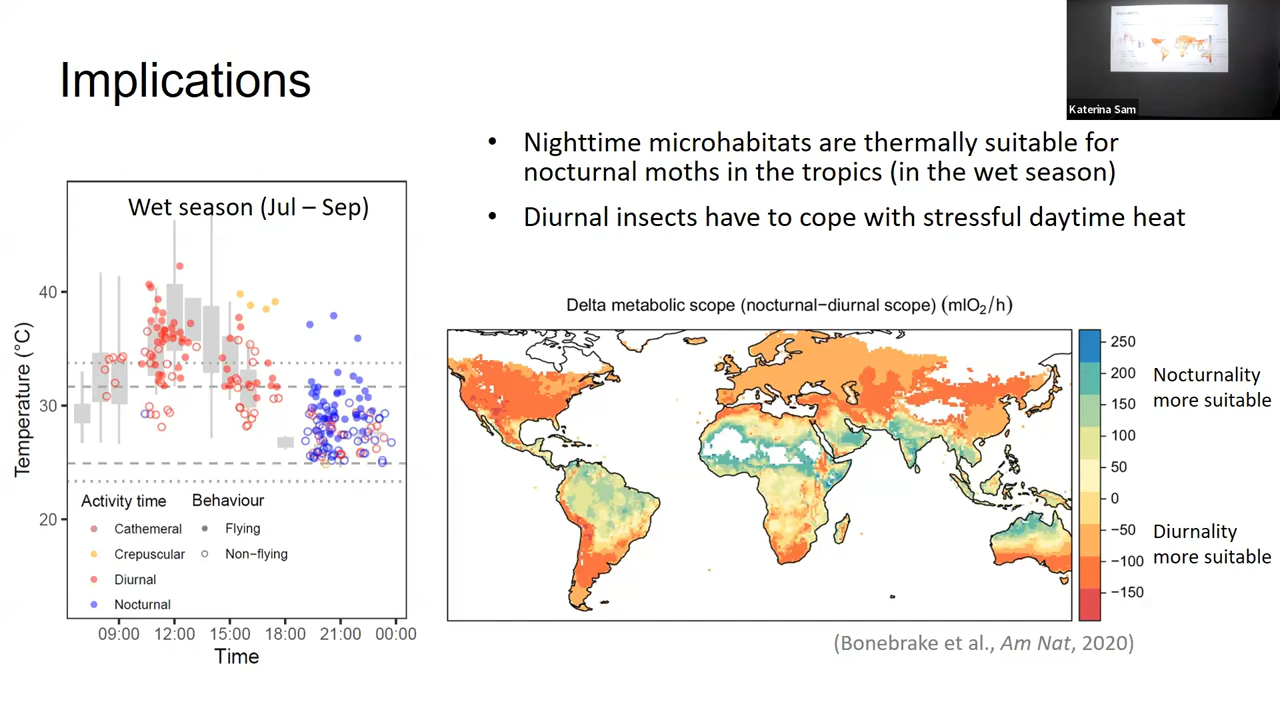 Implications
Katerina Sam
• Nighttime microhabitats are thermally suitable for
nocturnal moths in the tropics (in the wet season)
• Diurnal insects have to cope with stressful daytime heat
Wet season (Jul – Sep)
Temperature (°C)
40
30
20
Activity time
Cathemeral
Crepuscular
Diurnal
Nocturnal
Behaviour
Flying
Non−flying
09:00 12:00 15:00 18:00 21:00 00:00
Time
Delta metabolic scope (nocturnal−diurnal scope) (mlO₂/h)
250
200
150
100
50
0
−50
−100
−150
Nocturnality
more suitable
Diurnality
more suitable
(Bonebrake et al., Am Nat, 2020)